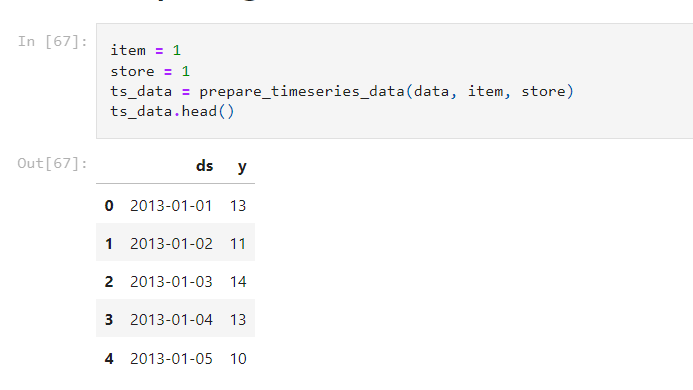 In [67]:
item = 1
store = 1
ts_data = prepare_timeseries_data(data, item, store)
ts_data.head()
Out[67]:
ds y
0 2013-01-01 13
1 2013-01-02 11
2 2013-01-03 14
3 2013-01-04 13
4 2013-01-05 10